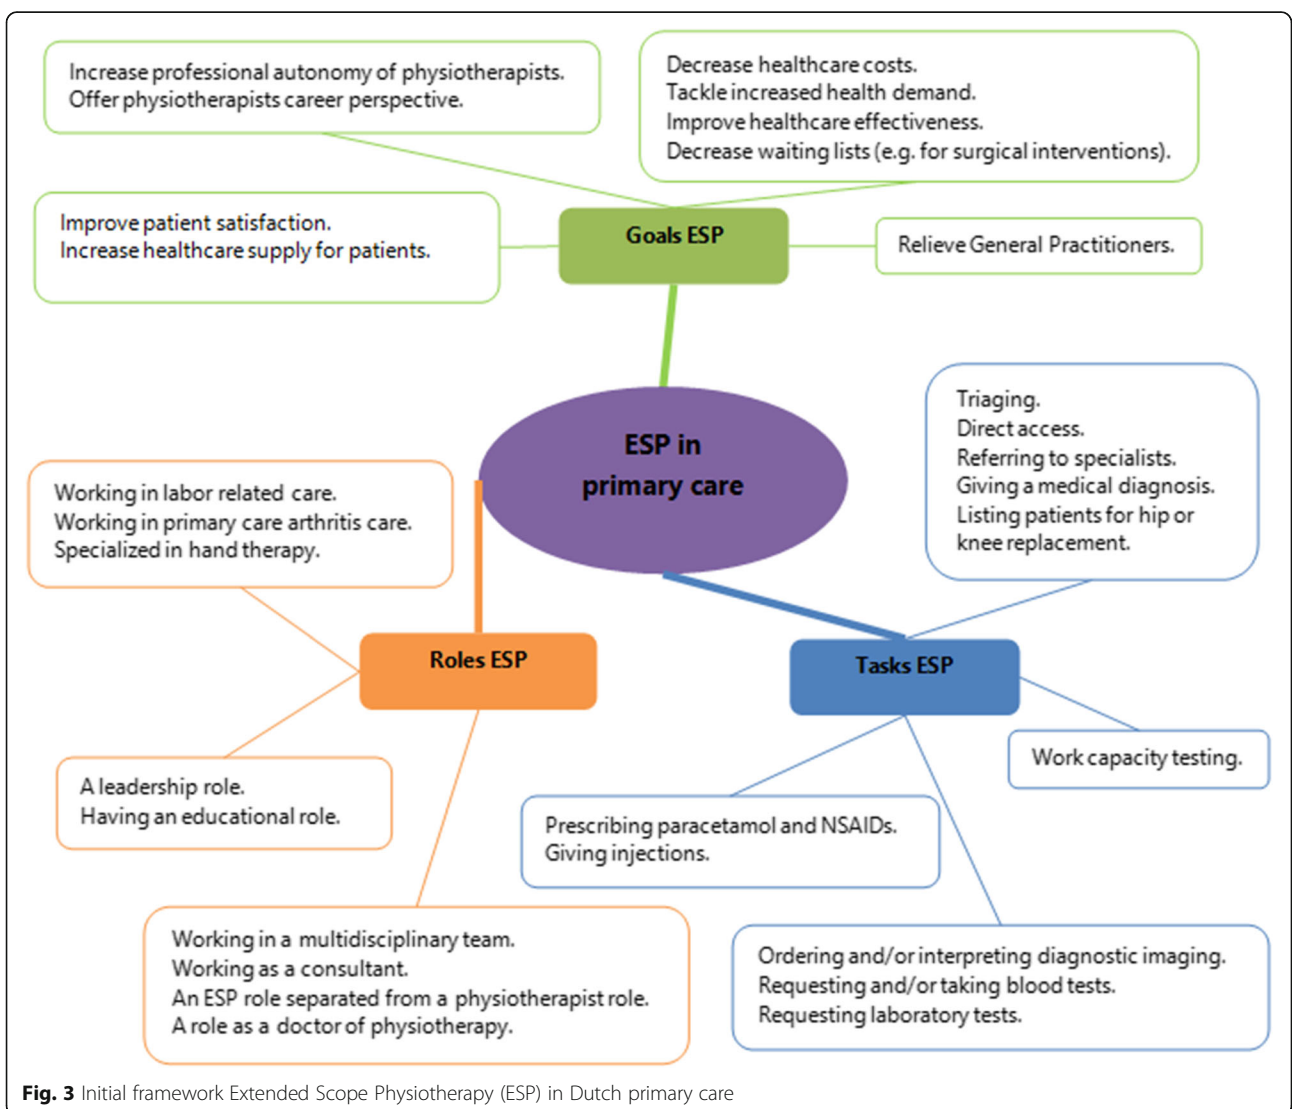 Increase professional autonomy of physiotherapists.
Offer physiotherapists career perspective.
Decrease healthcare costs.
Tackle increased health demand.
Improve healthcare effectiveness.
Decrease waiting lists (e.g. for surgical interventions).
Improve patient satisfaction.
Increase healthcare supply for patients.
Goals ESP
Relieve General Practitioners.
ESP in
primary care
Triaging.
Direct access.
Referring to specialists.
Giving a medical diagnosis.
Listing patients for hip or
knee replacement.
Working in labor related care.
Working in primary care arthritis care.
Specialized in hand therapy.
Roles ESP
Tasks ESP
A leadership role.
Having an educational role.
Work capacity testing.
Prescribing paracetamol and NSAIDs.
Giving injections.
Working in a multidisciplinary team.
Working as a consultant.
An ESP role separated from a physiotherapist role.
A role as a doctor of physiotherapy.
Ordering and/or interpreting diagnostic imaging.
Requesting and/or taking blood tests.
Requesting laboratory tests.
Fig. 3 Initial framework Extended Scope Physiotherapy (ESP) in Dutch primary care